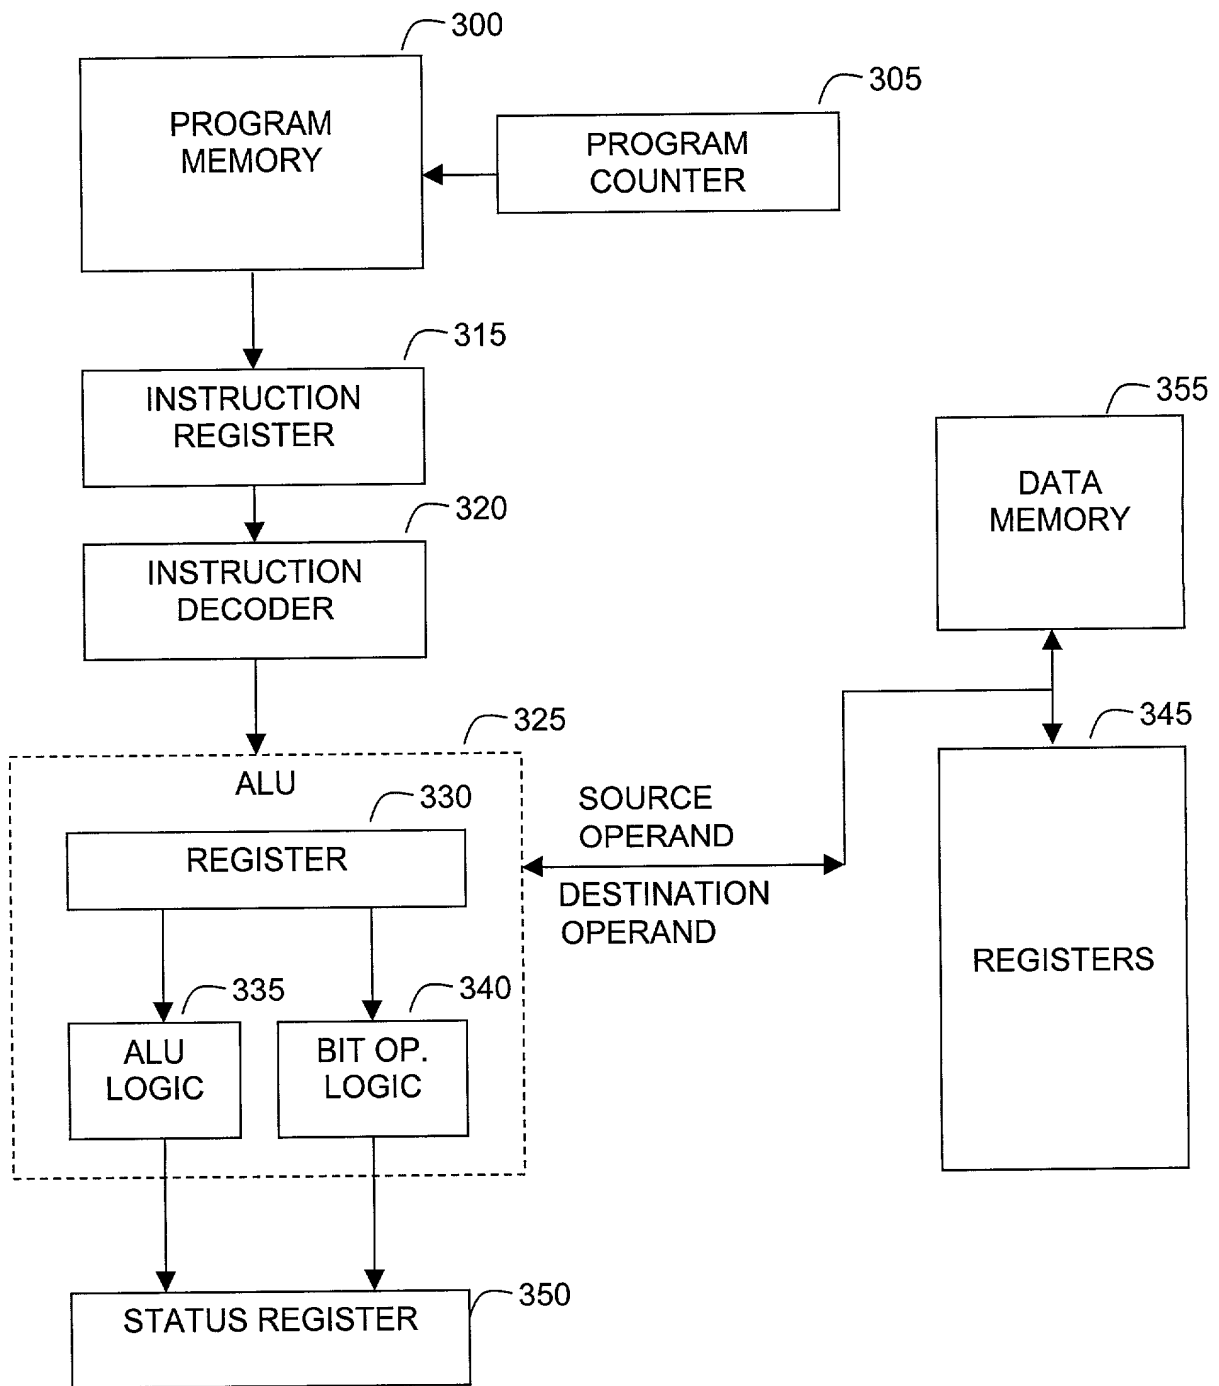 300
PROGRAM
MEMORY
305
PROGRAM
COUNTER
315
INSTRUCTION
REGISTER
320
INSTRUCTION
DECODER
355
DATA
MEMORY
325
ALU
330
REGISTER
SOURCE
OPERAND
DESTINATION
OPERAND
345
REGISTERS
335
ALU
LOGIC
340
BIT OP.
LOGIC
350
STATUS REGISTER